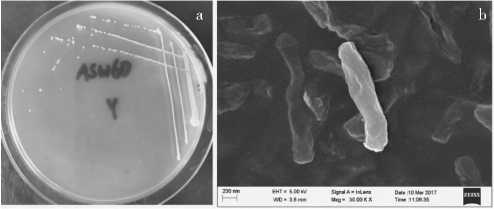 a
ASW6D
Y
b
200 nm
EHT = 5.00 kV
WD = 3.8 mm
Signal A = InLens
Mag = 30.00 K X
Date :10 Mar 2017
Time :11:08:35
ZEISS